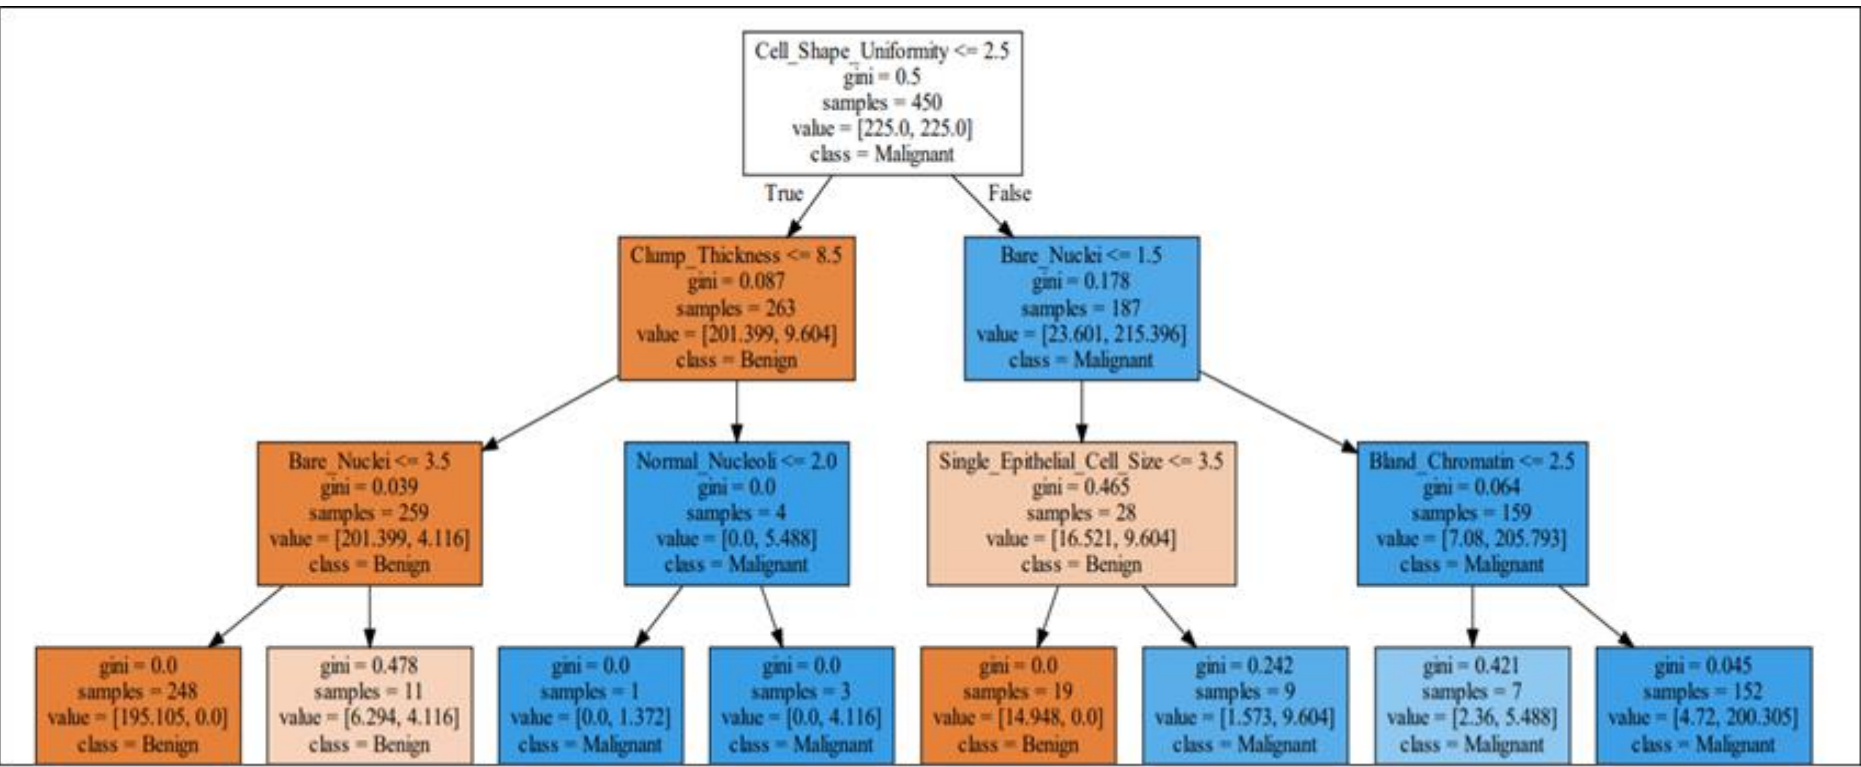 Cell_Shape_Uniformity <= 2.5
gini = 0.5
samples = 450
value = [225.0, 225.0]
class = Malignant
True
False
Clump_Thickness <= 8.5
gini = 0.087
samples = 263
value = [201.399, 9.604]
class = Benign
Bare_Nuclei <= 1.5
gini = 0.178
samples = 187
value = [23.601, 215.396]
class = Malignant
Bare_Nuclei <= 3.5
gini = 0.039
samples = 259
value = [201.399, 4.116]
class = Benign
Normal_Nucleoli <= 2.0
gini = 0.0
samples = 4
value = [0.0, 5.488]
class = Malignant
Single_Epithelial_Cell_Size <= 3.5
gini = 0.465
samples = 28
value = [16.521, 9.604]
class = Benign
Bland_Chromatin <= 2.5
gini = 0.064
samples = 159
value = [7.08, 205.793]
class = Malignant
gini = 0.0
samples = 248
value = [195.105, 0.0]
class = Benign
gini = 0.478
samples = 11
value = [6.294, 4.116]
class = Benign
gini = 0.0
samples = 1
value = [0.0, 1.372]
class = Malignant
gini = 0.0
samples = 3
value = [0.0, 4.116]
class = Malignant
gini = 0.0
samples = 19
value = [14.948, 0.0]
class = Benign
gini = 0.242
samples = 9
value = [1.573, 9.604]
class = Malignant
gini = 0.421
samples = 7
value = [2.36, 5.488]
class = Malignant
gini = 0.045
samples = 152
value = [4.72, 200.305]
class = Malignant